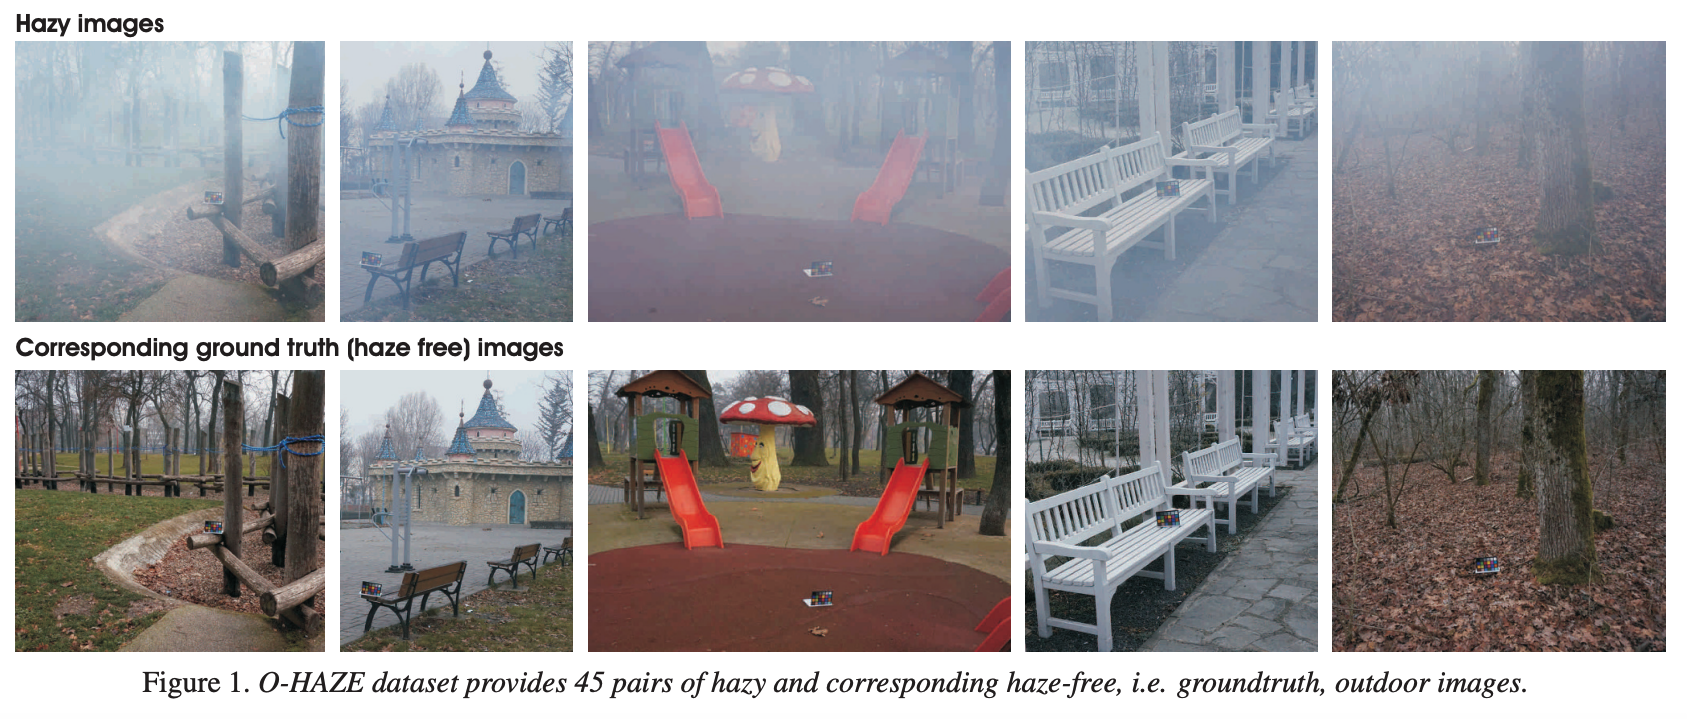 Hazy images
Corresponding ground truth (haze free) images
Figure 1. O-HAZE dataset provides 45 pairs of hazy and corresponding haze-free, i.e. groundtruth, outdoor images.